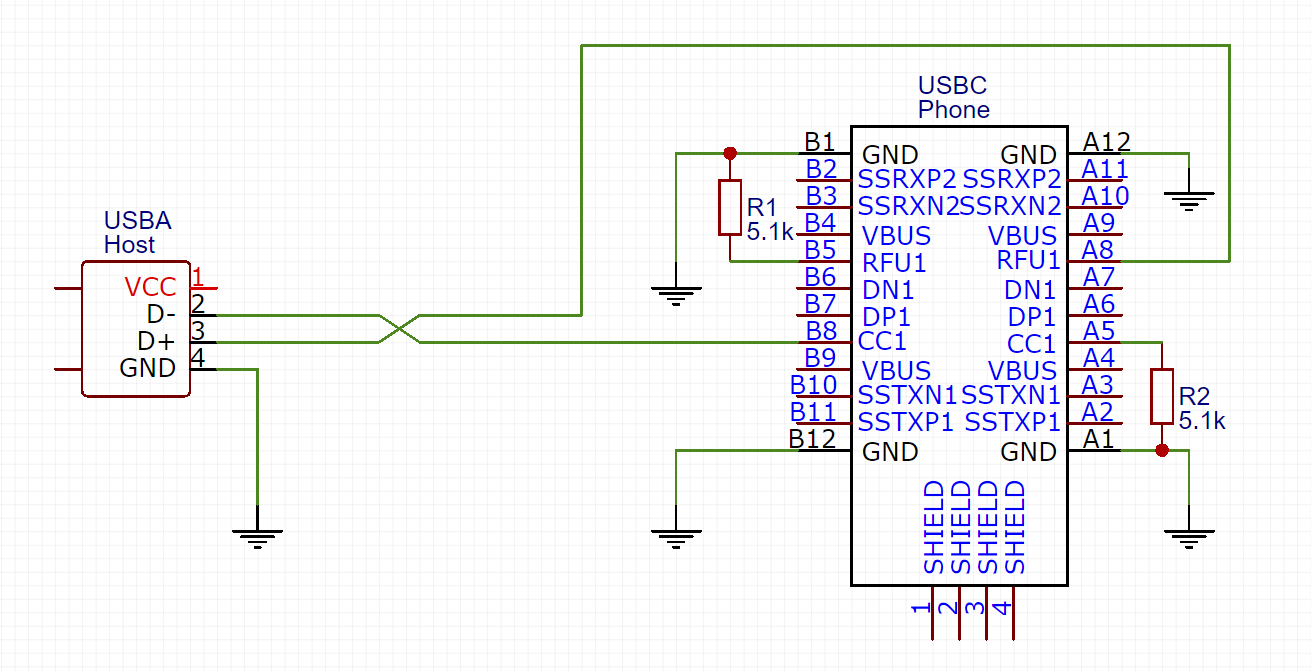 USBA
Host
VCC 1
D- 2
D+ 3
GND 4
USBC
Phone
R1
5.1k
B1 GND GND A12
B2 SSRXP2 SSRXP2 A11
B3 SSRXN2 SSRXN2 A10
B4 VBUS VBUS A9
B5 RFU1 RFU1 A8
B6 DN1 DN1 A7
B7 DP1 DP1 A6
B8 CC1 CC1 A5
B9 VBUS VBUS A4
B10 SSTXN1 SSTXN1 A3
B11 SSTXP1 SSTXP1 A2
B12 GND GND A1
R2
5.1k
SHIELD SHIELD SHIELD SHIELD
1 2 3 4